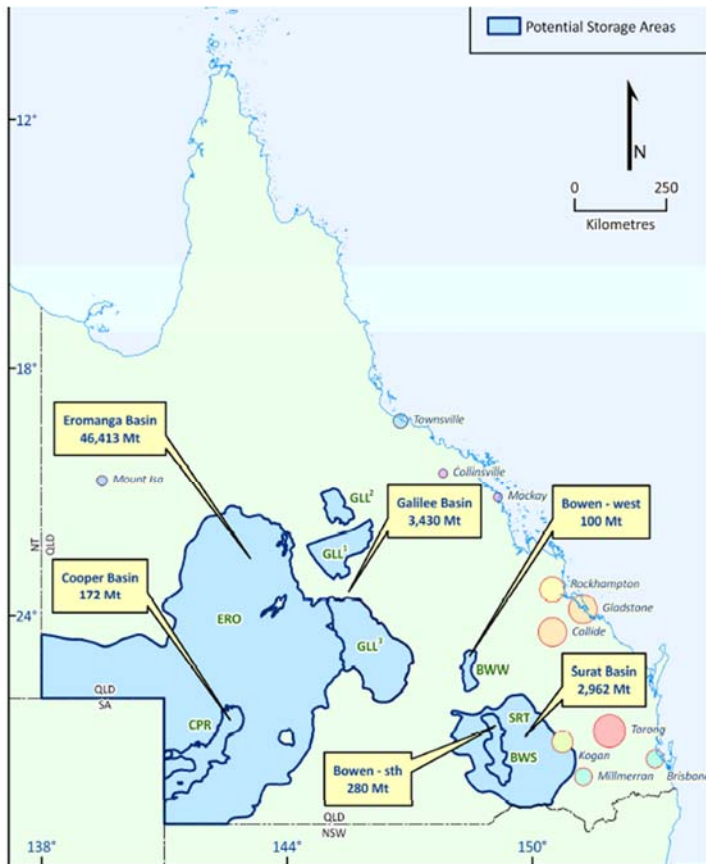 Potential Storage Areas
12°
N
0 250
Kilometres
18°
Eromanga Basin
46,413 Mt
Townsville
Collinsville
Mount Isa
Mackay
GLL²
Galilee Basin
3,430 Mt
Bowen - west
100 Mt
NT
QLD
GLL¹
Cooper Basin
172 Mt
Rockhampton
Gladstone
24°
ERO
Callide
GLL³
BWW
Surat Basin
2,962 Mt
QLD
SA
CPR
SRT
Tarong
Kogan
BWS
Bowen - sth
280 Mt
Millmerran
Brisbane
QLD
NSW
138°
144°
150°